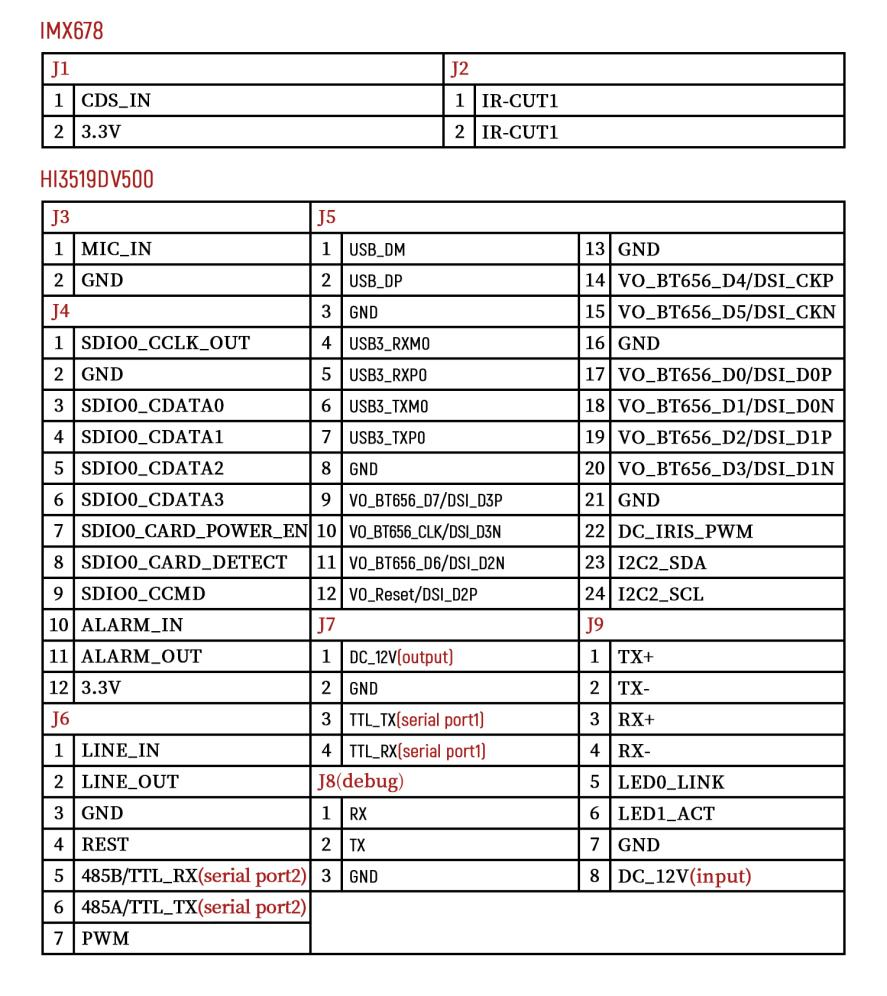 IMX678
J1 J2
1 CDS_IN 1 IR-CUT1
2 3.3V 2 IR-CUT1
HI3519DV500
J3 J5
1 MIC_IN 1 USB_DM 13 GND
2 GND 2 USB_DP 14 VO_BT656_D4/DSI_CKP
J4 3 GND 15 VO_BT656_D5/DSI_CKN
1 SDIO0_CCLK_OUT 4 USB3_RXM0 16 GND
2 GND 5 USB3_RXP0 17 VO_BT656_D0/DSI_D0P
3 SDIO0_CDATA0 6 USB3_TXM0 18 VO_BT656_D1/DSI_D0N
4 SDIO0_CDATA1 7 USB3_TXP0 19 VO_BT656_D2/DSI_D1P
5 SDIO0_CDATA2 8 GND 20 VO_BT656_D3/DSI_D1N
6 SDIO0_CDATA3 9 VO_BT656_D7/DSI_D3P 21 GND
7 SDIO0_CARD_POWER_EN 10 VO_BT656_CLK/DSI_D3N 22 DC_IRIS_PWM
8 SDIO0_CARD_DETECT 11 VO_BT656_D6/DSI_D2N 23 I2C2_SDA
9 SDIO0_CCMD 12 VO_Reset/DSI_D2P 24 I2C2_SCL
10 ALARM_IN J7 J9
11 ALARM_OUT 1 DC_12V(output) 1 TX+
12 3.3V 2 GND 2 TX-
J6 3 TTL_TX(serial port1) 3 RX+
1 LINE_IN 4 TTL_RX(serial port1) 4 RX-
2 LINE_OUT J8(debug) 5 LED0_LINK
3 GND 1 RX 6 LED1_ACT
4 REST 2 TX 7 GND
5 485B/TTL_RX(serial port2) 3 GND 8 DC_12V(input)
6 485A/TTL_TX(serial port2)
7 PWM